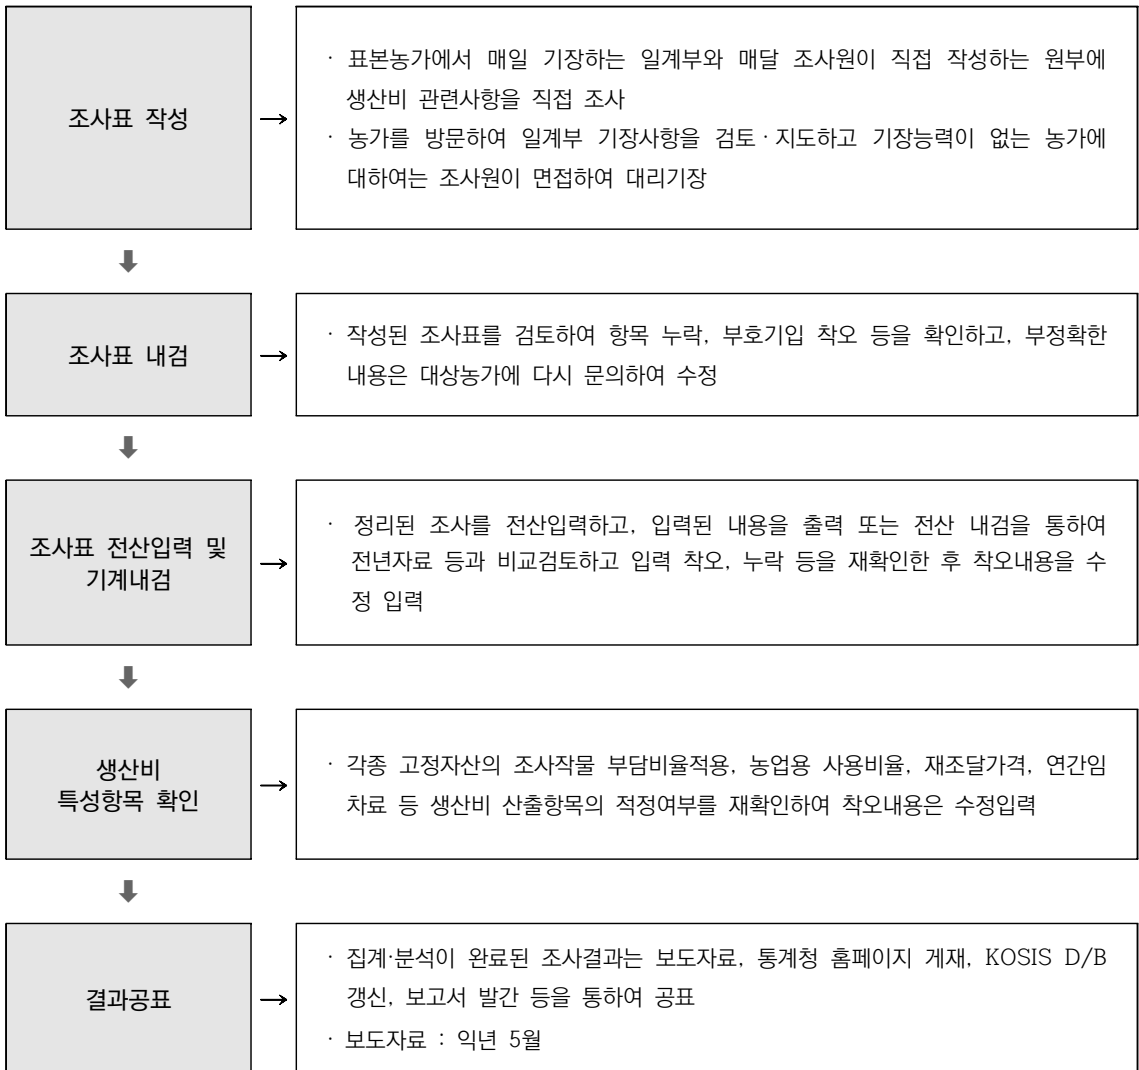 조사표 작성
· 표본농가에서 매일 기장하는 일계부와 매달 조사원이 직접 작성하는 원부에
생산비 관련사항을 직접 조사
· 농가를 방문하여 일계부 기장사항을 검토 · 지도하고 기장능력이 없는 농가에
대하여는 조사원이 면접하여 대리기장
조사표 내검
· 작성된 조사표를 검토하여 항목 누락, 부호기입 착오 등을 확인하고, 부정확한
내용은 대상농가에 다시 문의하여 수정
조사표 전산입력 및
기계내검
· 정리된 조사를 전산입력하고, 입력된 내용을 출력 또는 전산 내검을 통하여
전년자료 등과 비교검토하고 입력 착오, 누락 등을 재확인한 후 착오내용을 수
정 입력
생산비
특성항목 확인
· 각종 고정자산의 조사작물 부담비율적용, 농업용 사용비율, 재조달가격, 연간임
차료 등 생산비 산출항목의 적정여부를 재확인하여 착오내용은 수정입력
결과공표
· 집계·분석이 완료된 조사결과는 보도자료, 통계청 홈페이지 게재, KOSIS D/B
갱신, 보고서 발간 등을 통하여 공표
· 보도자료 : 익년 5월